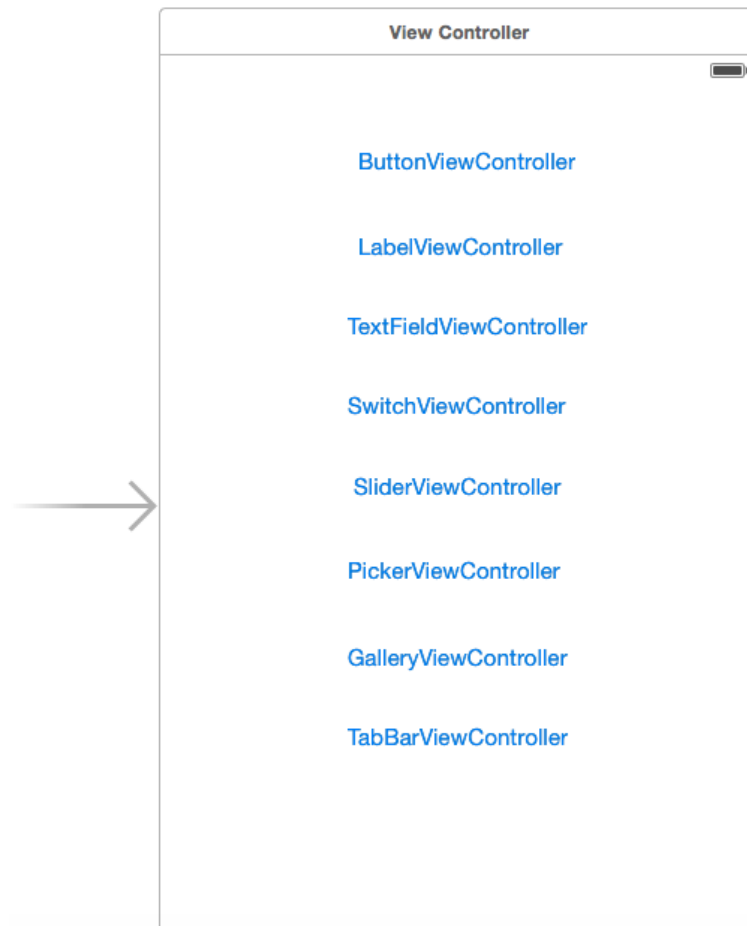 View Controller
ButtonViewController
LabelViewController
TextFieldViewController
SwitchViewController
SliderViewController
PickerViewController
GalleryViewController
TabBarViewController